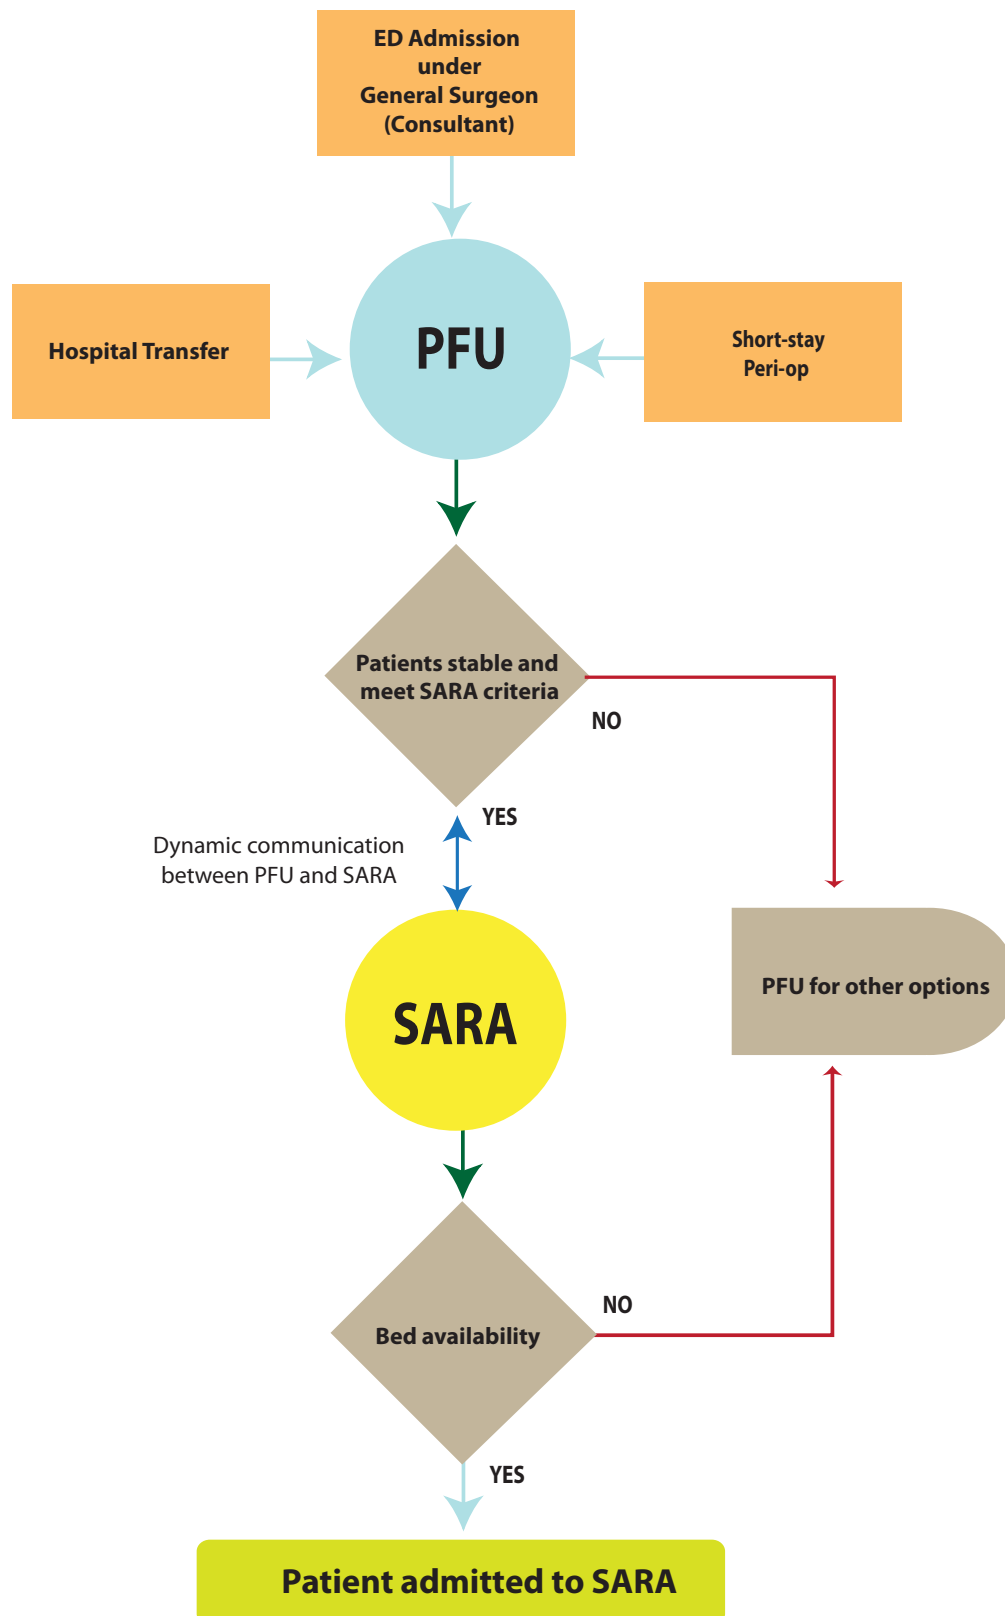 ED Admission
under
General Surgeon
(Consultant)
Hospital Transfer
PFU
Short-stay
Peri-op
Patients stable and
meet SARA criteria
NO
YES
Dynamic communication
between PFU and SARA
SARA
PFU for other options
Bed availability
NO
YES
Patient admitted to SARA